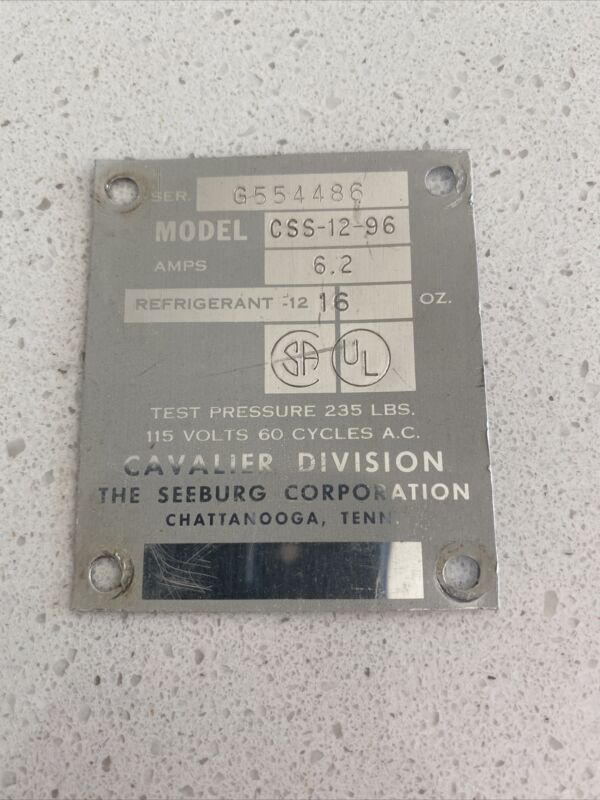 SER. G554486
MODEL CSS-12-96
AMPS 6.2
REFRIGERANT -12 16 OZ.
SA UL
TEST PRESSURE 235 LBS.
115 VOLTS 60 CYCLES A.C.
CAVALIER DIVISION
THE SEEBURG CORPORATION
CHATTANOOGA, TENN.